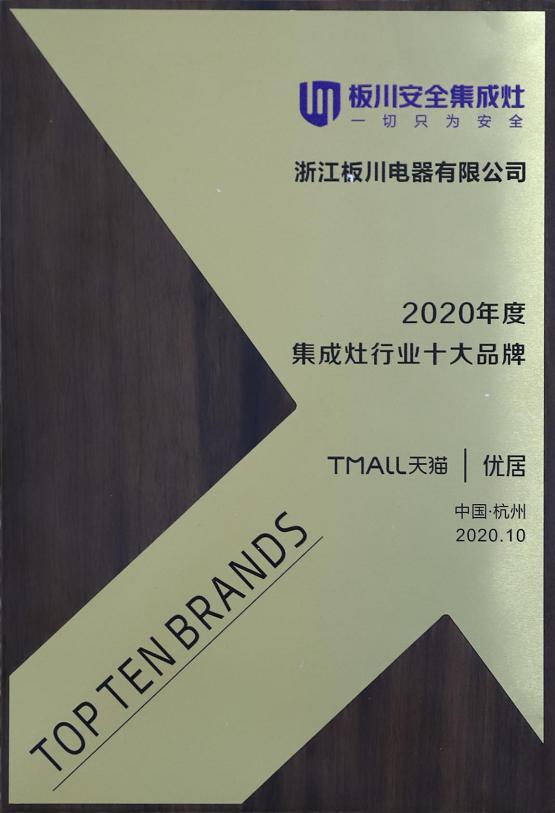 板川安全集成灶
一切只为安全
浙江板川电器有限公司
2020年度
集成灶行业十大品牌
TMALL天猫 | 优居
中国·杭州
2020.10
TOP TEN BRANDS